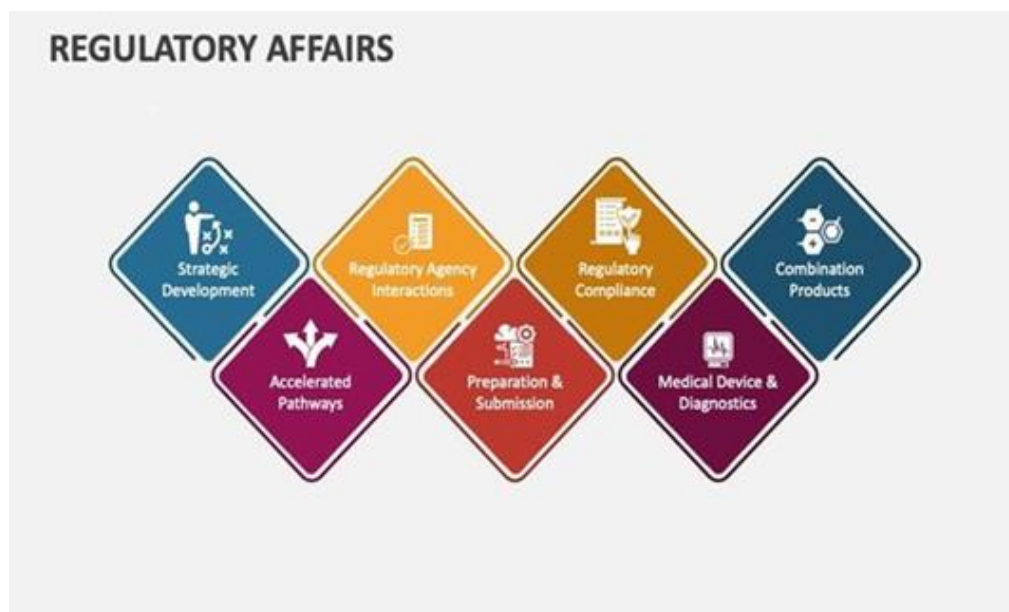 REGULATORY AFFAIRS
Strategic
Development
Accelerated
Pathways
Regulatory Agency
Interactions
Preparation &
Submission
Regulatory
Compliance
Medical Device &
Diagnostics
Combination
Products